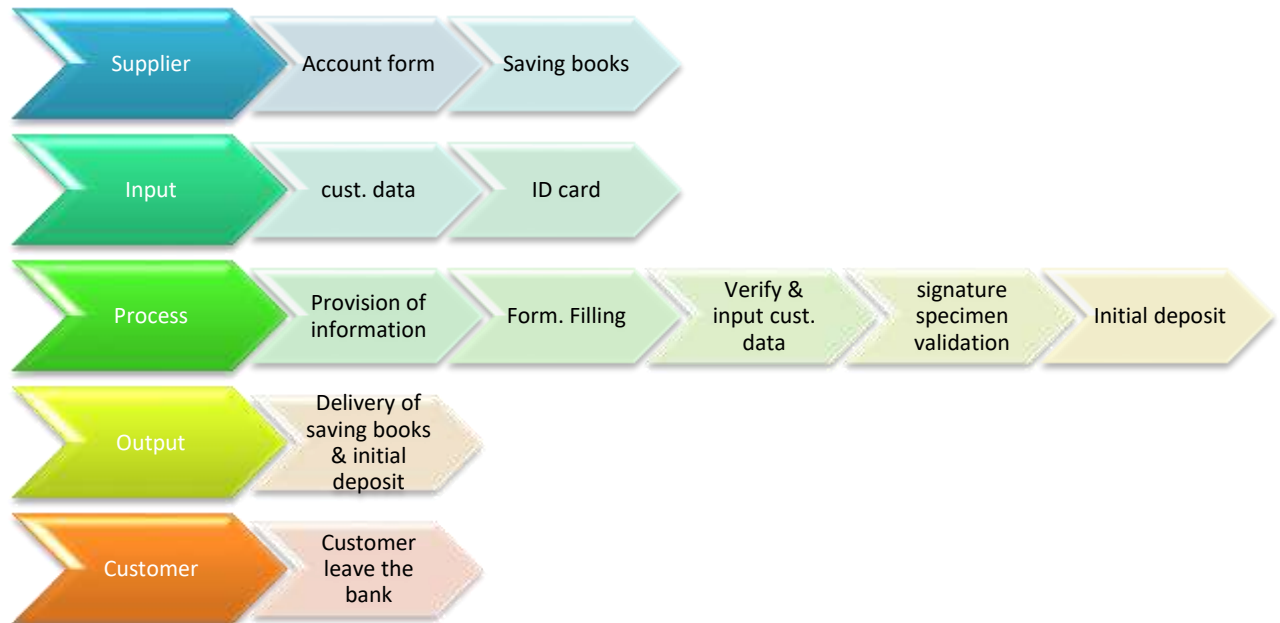 Supplier
Account form
Saving books
Input
cust. data
ID card
Process
Provision of
information
Form. Filling
Verify &
input cust.
data
signature
specimen
validation
Initial deposit
Output
Delivery of
saving books
& initial
deposit
Customer
Customer
leave the
bank